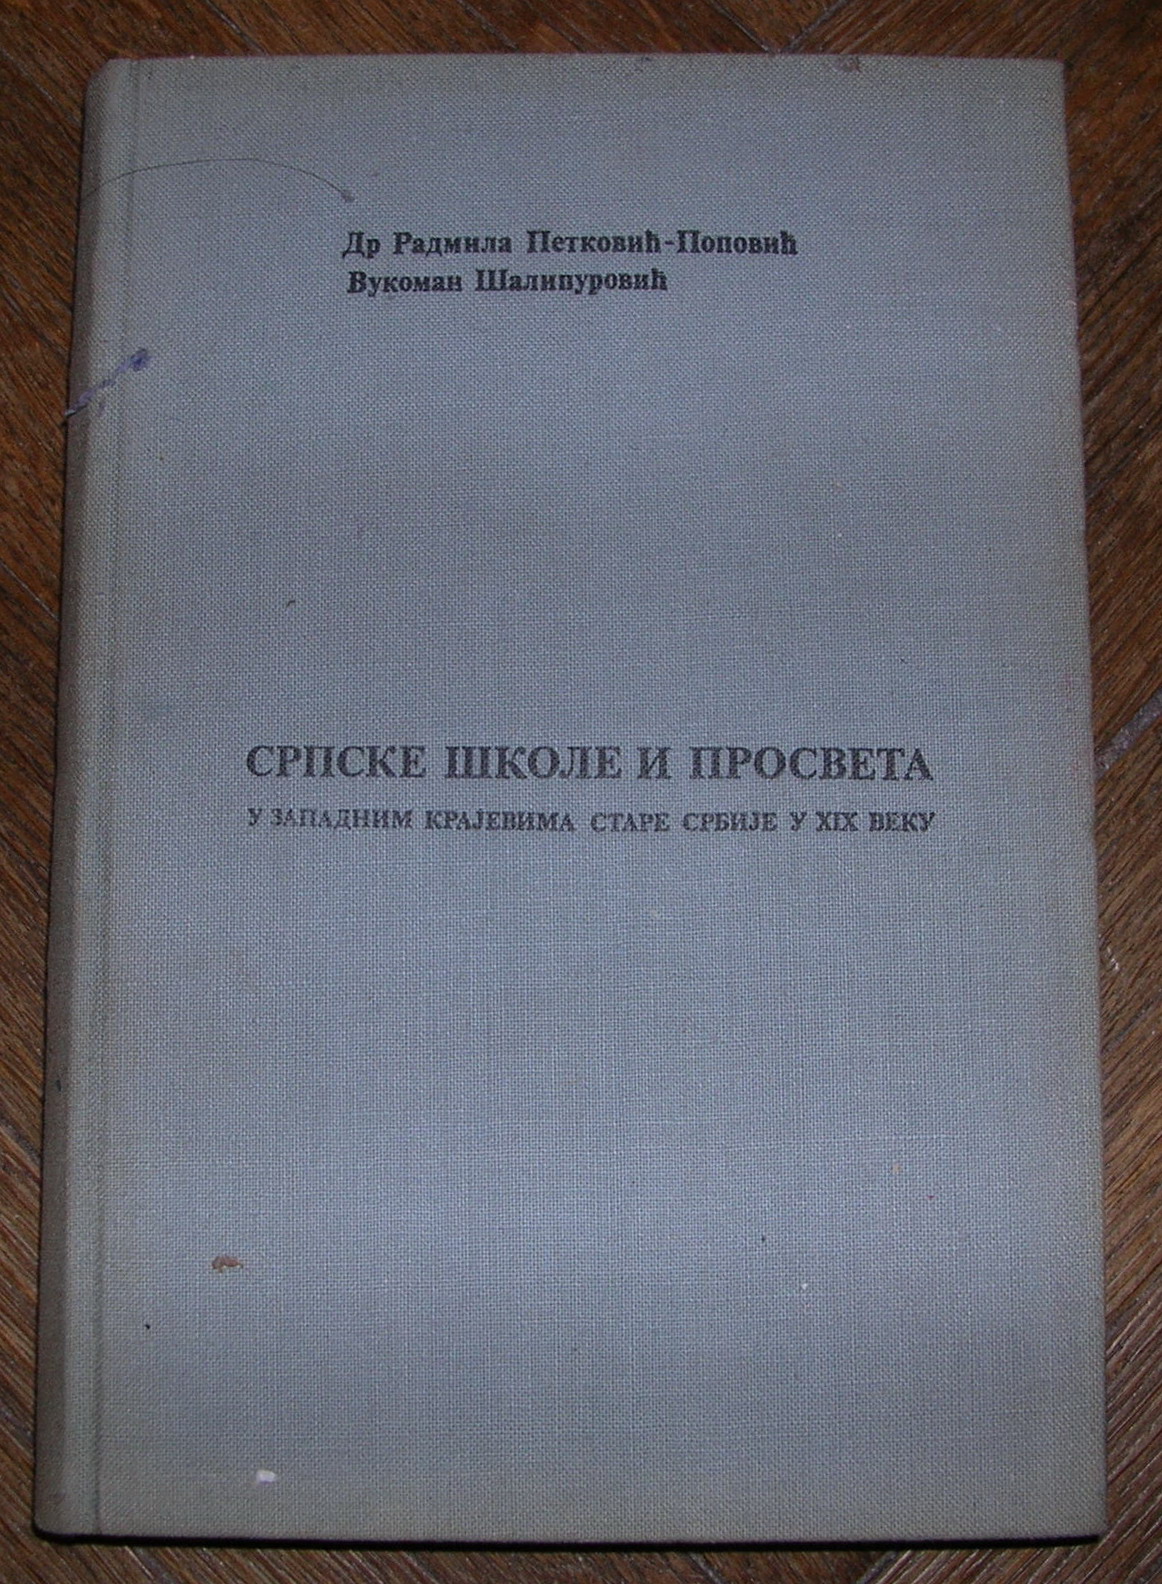 Др Радмила Петковић-Поповић
Вукоман Шалипуровић
СРПСКЕ ШКОЛЕ И ПРОСВЕТА
У ЗАПАДНИМ КРАЈЕВИМА СТАРЕ СРБИЈЕ У XIX ВЕКУ